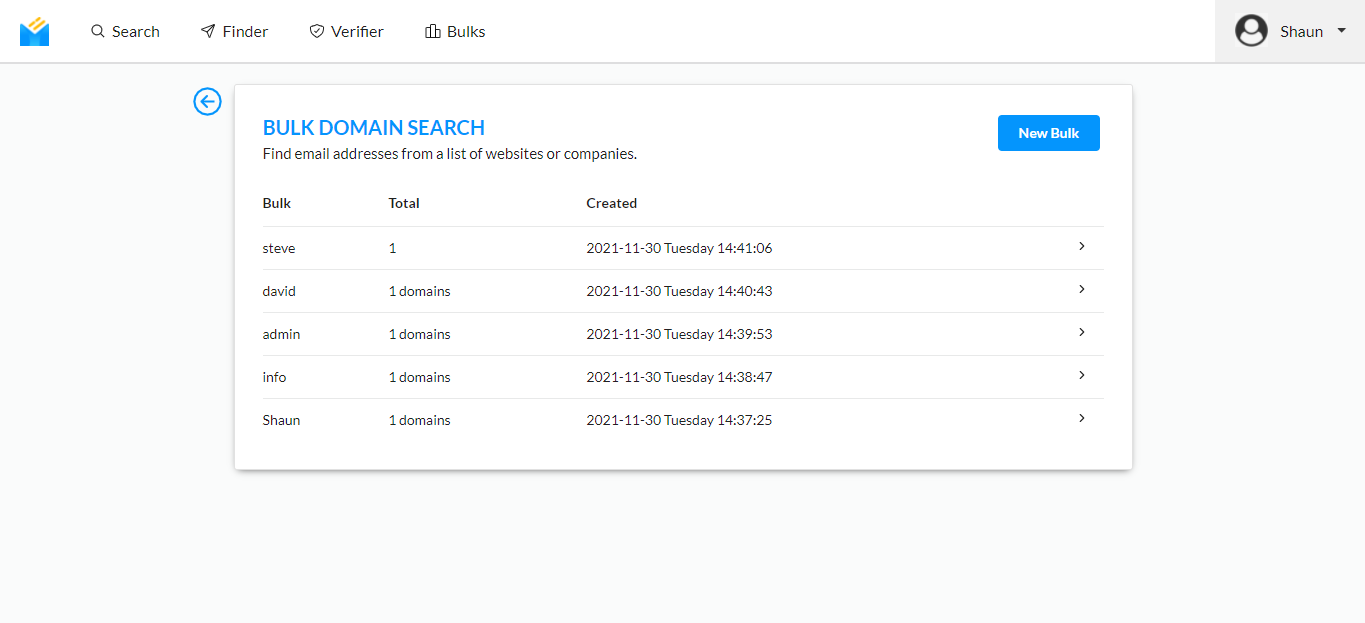 Search Finder Verifier Bulks Shaun
BULK DOMAIN SEARCH
New Bulk
Find email addresses from a list of websites or companies.
Bulk Total Created
steve 1 2021-11-30 Tuesday 14:41:06
david 1 domains 2021-11-30 Tuesday 14:40:43
admin 1 domains 2021-11-30 Tuesday 14:39:53
info 1 domains 2021-11-30 Tuesday 14:38:47
Shaun 1 domains 2021-11-30 Tuesday 14:37:25